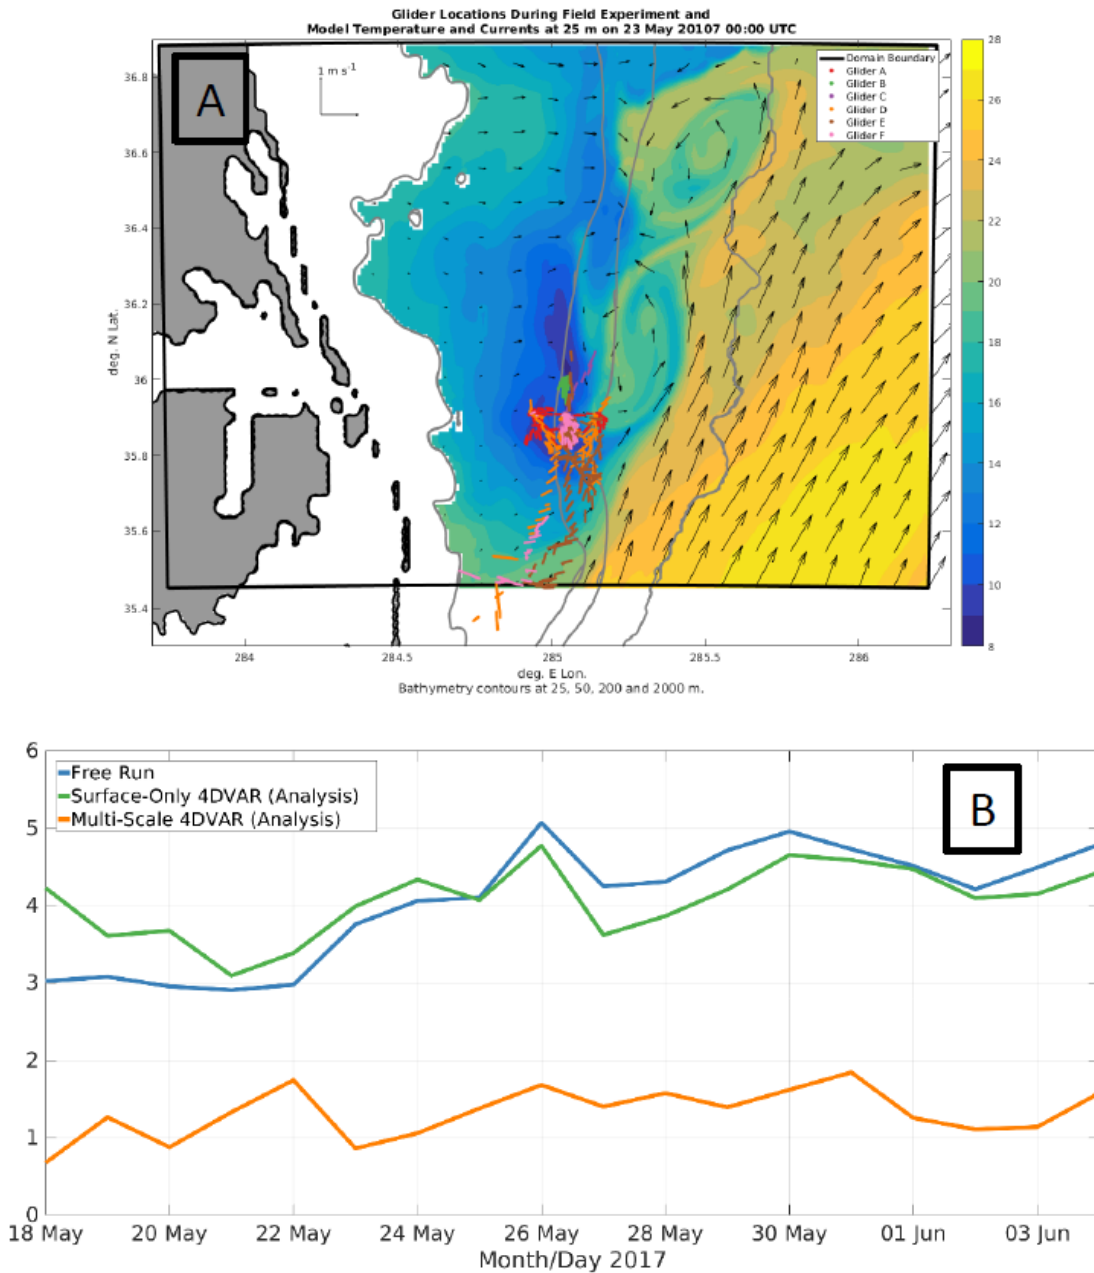 Glider Locations During Field Experiment and
Model Temperature and Currents at 25 m on 23 May 20107 00:00 UTC
A
1 m s⁻¹
Domain Boundary
Glider A
Glider B
Glider C
Glider D
Glider E
Glider F
36.8
36.6
36.4
36.2
36
35.8
35.6
35.4
deg. N Lat.
28
26
24
22
20
18
16
14
12
10
8
284
284.5
285
285.5
286
deg. E Lon.
Bathymetry contours at 25, 50, 200 and 2000 m.
6
5
4
3
2
1
0
Free Run
Surface-Only 4DVAR (Analysis)
Multi-Scale 4DVAR (Analysis)
B
18 May
20 May
22 May
24 May
26 May
28 May
30 May
01 Jun
03 Jun
Month/Day 2017